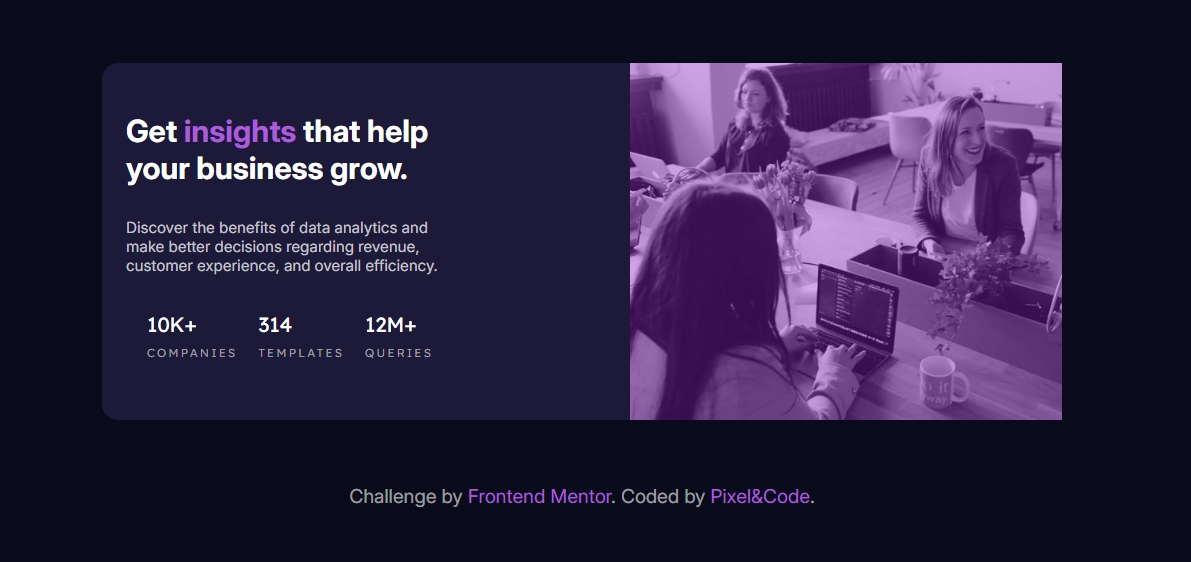 Get insights that help
your business grow.
Discover the benefits of data analytics and
make better decisions regarding revenue,
customer experience, and overall efficiency.
10K+ 314 12M+
COMPANIES TEMPLATES QUERIES
Challenge by Frontend Mentor. Coded by Pixel&Code.